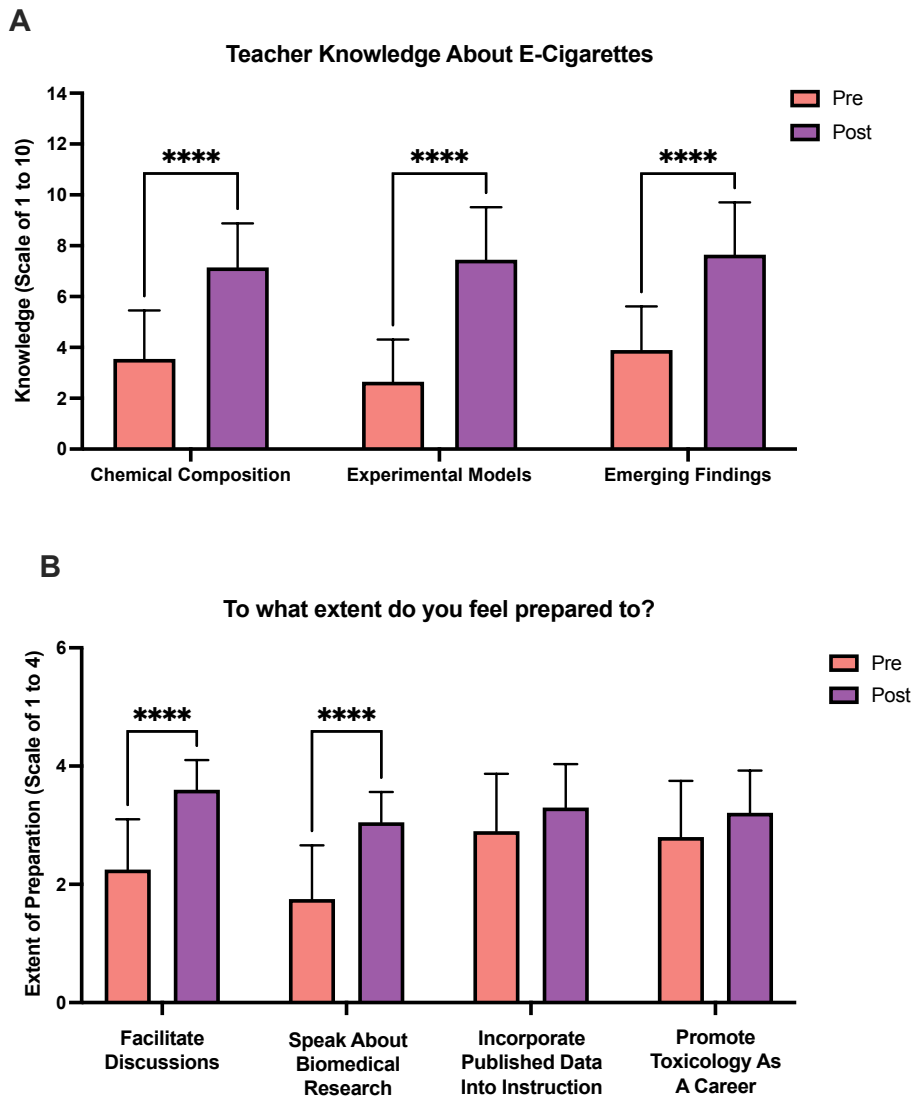 A
Teacher Knowledge About E-Cigarettes
Knowledge (Scale of 1 to 10)
14
12
10
8
6
4
2
0
Pre
Post
**** **** ****
Chemical Composition Experimental Models Emerging Findings
B
To what extent do you feel prepared to?
Extent of Preparation (Scale of 1 to 4)
6
4
2
0
Pre
Post
**** ****
Facilitate
Discussions
Speak About
Biomedical
Research
Incorporate
Published Data
Into Instruction
Promote
Toxicology As
A Career